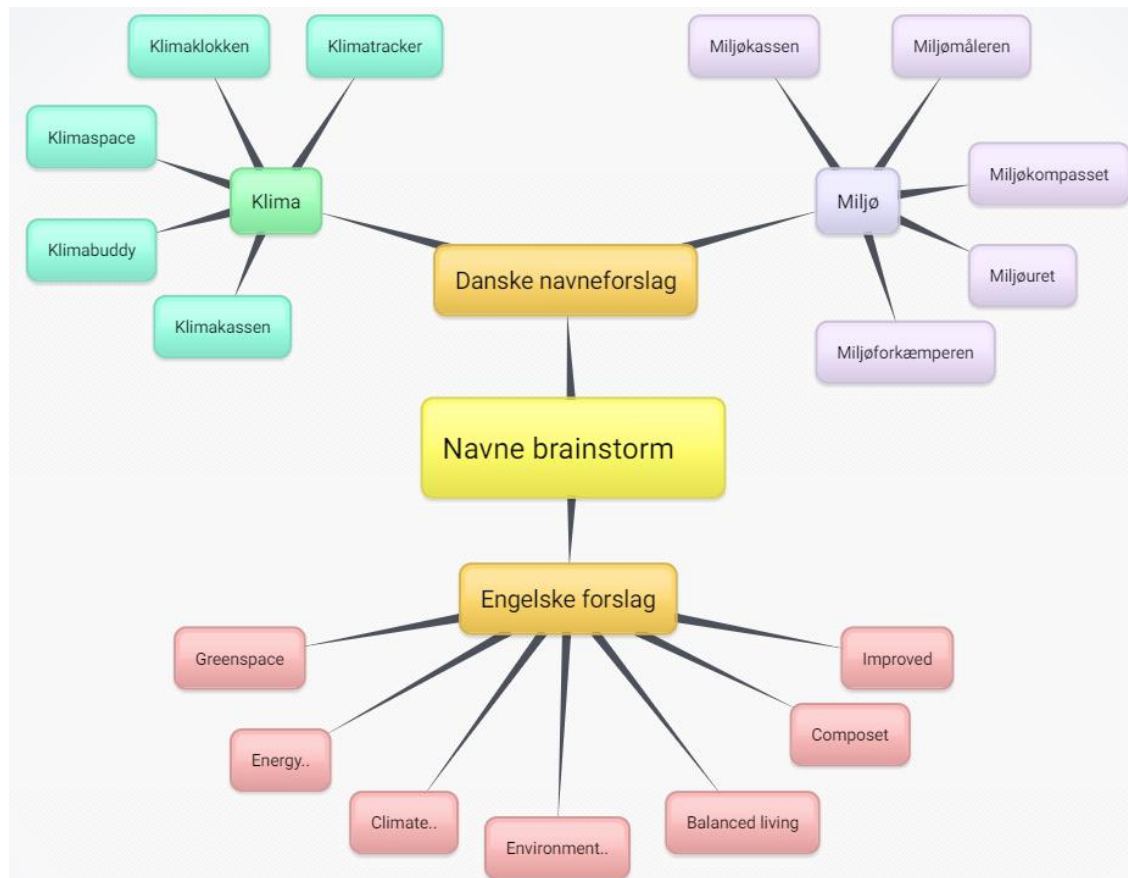 Klimaklokken
Klimatracker
Miljøkassen
Miljømåleren
Klimaspace
Klima
Miljø
Miljøkompasset
Klimabuddy
Danske navneforslag
Miljøuret
Klimakassen
Miljøforkæmperen
Navne brainstorm
Engelske forslag
Greenspace
Improved
Energy..
Composet
Climate..
Environment..
Balanced living